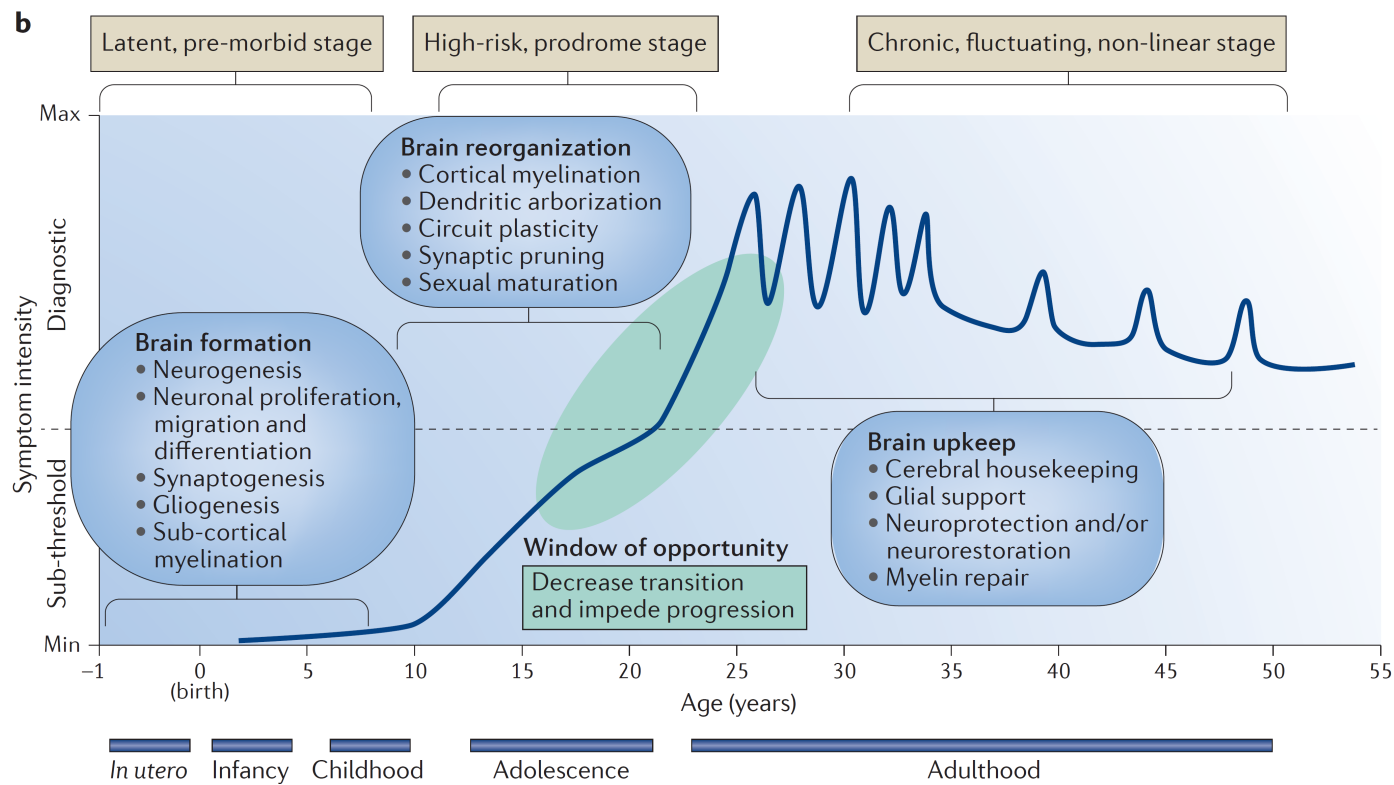 b
Latent, pre-morbid stage
High-risk, prodrome stage
Chronic, fluctuating, non-linear stage
Max
Min
Symptom intensity
Diagnostic
Sub-threshold
Brain formation
• Neurogenesis
• Neuronal proliferation,
migration and
differentiation
• Synaptogenesis
• Gliogenesis
• Sub-cortical
myelination
Brain reorganization
• Cortical myelination
• Dendritic arborization
• Circuit plasticity
• Synaptic pruning
• Sexual maturation
Window of opportunity
Decrease transition
and impede progression
Brain upkeep
• Cerebral housekeeping
• Glial support
• Neuroprotection and/or
neurorestoration
• Myelin repair
−1 0 5 10 15 20 25 30 35 40 45 50 55
(birth)
Age (years)
In utero Infancy Childhood Adolescence Adulthood